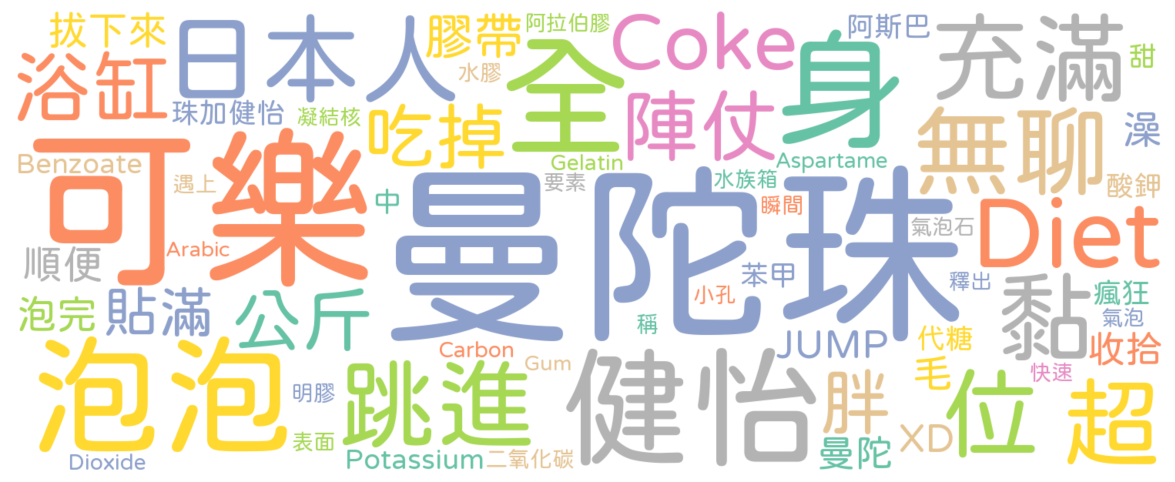 拔下來
日本人
膠帶
阿拉伯膠
全
Coke
身
阿斯巴
充滿
甜
浴缸
珠加健怡
凝結核
水膠
吃掉
陣仗
無聊
澡
Benzoate
可樂
遇上
中
曼陀珠
Gelatin
要素
水族箱
Aspartame
瞬間
酸鉀
氣泡石
Diet
Arabic
順便
泡完
貼滿
公斤
苯甲
小孔
稱
釋出
黏
瘋狂
氣泡
JUMP
代糖
收拾
快速
Carbon
Gum
泡泡
明膠
表面
跳進
健怡
胖
毛
位
超
XD
曼陀
Dioxide
Potassium
二氧化碳